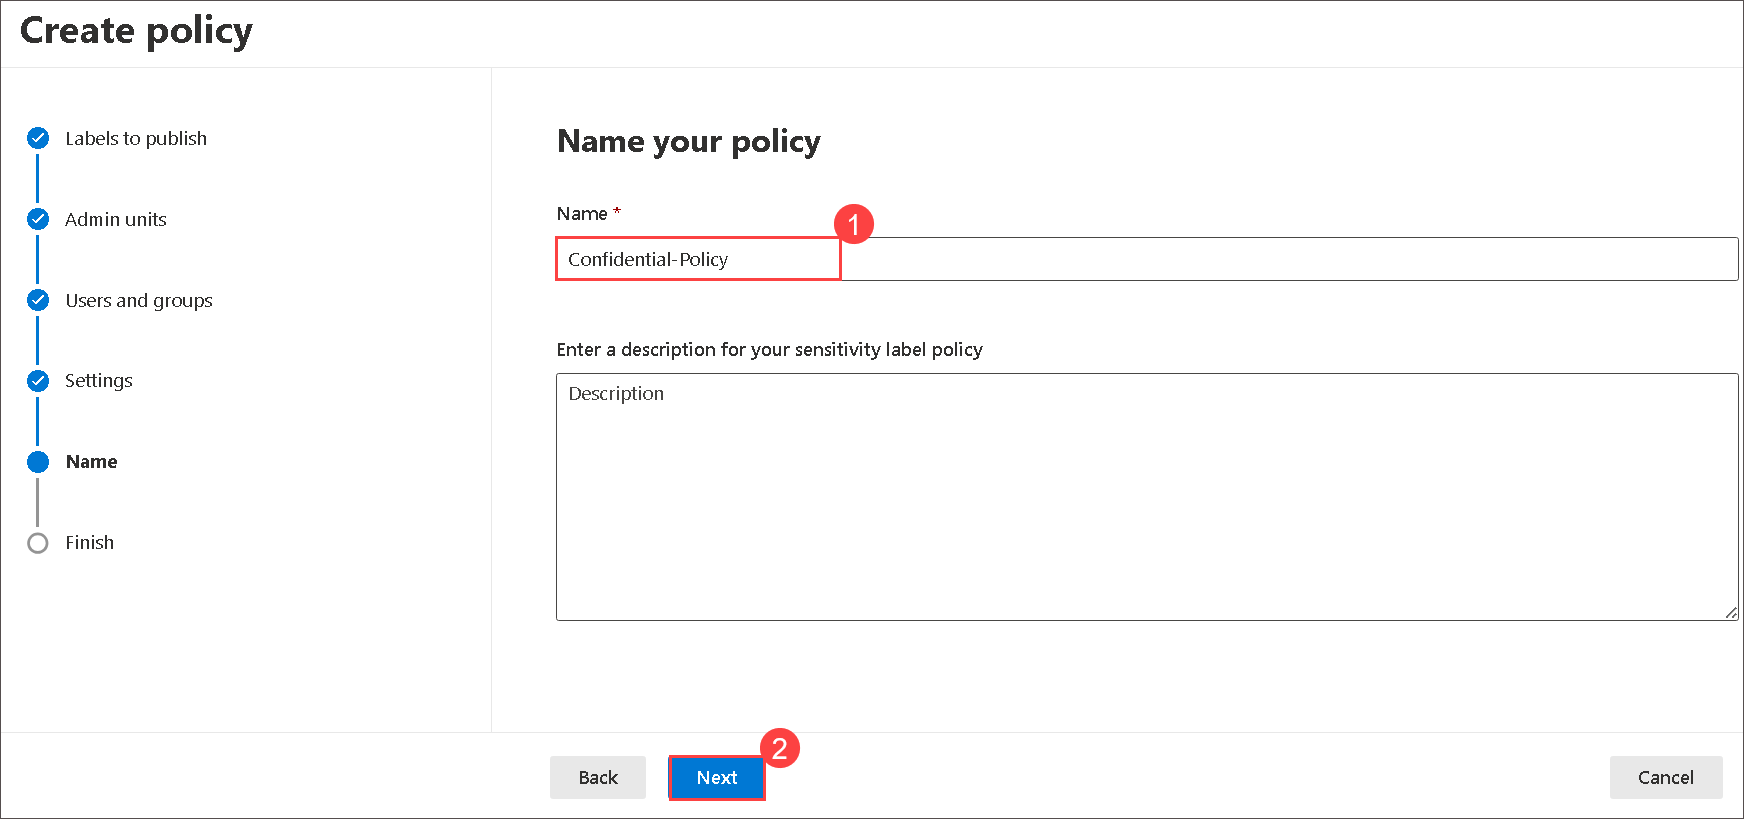 Create policy
Labels to publish
Admin units
Users and groups
Settings
Name
Finish
Name your policy
Name *
1
Confidential-Policy
Enter a description for your sensitivity label policy
Description
2
Back
Next
Cancel